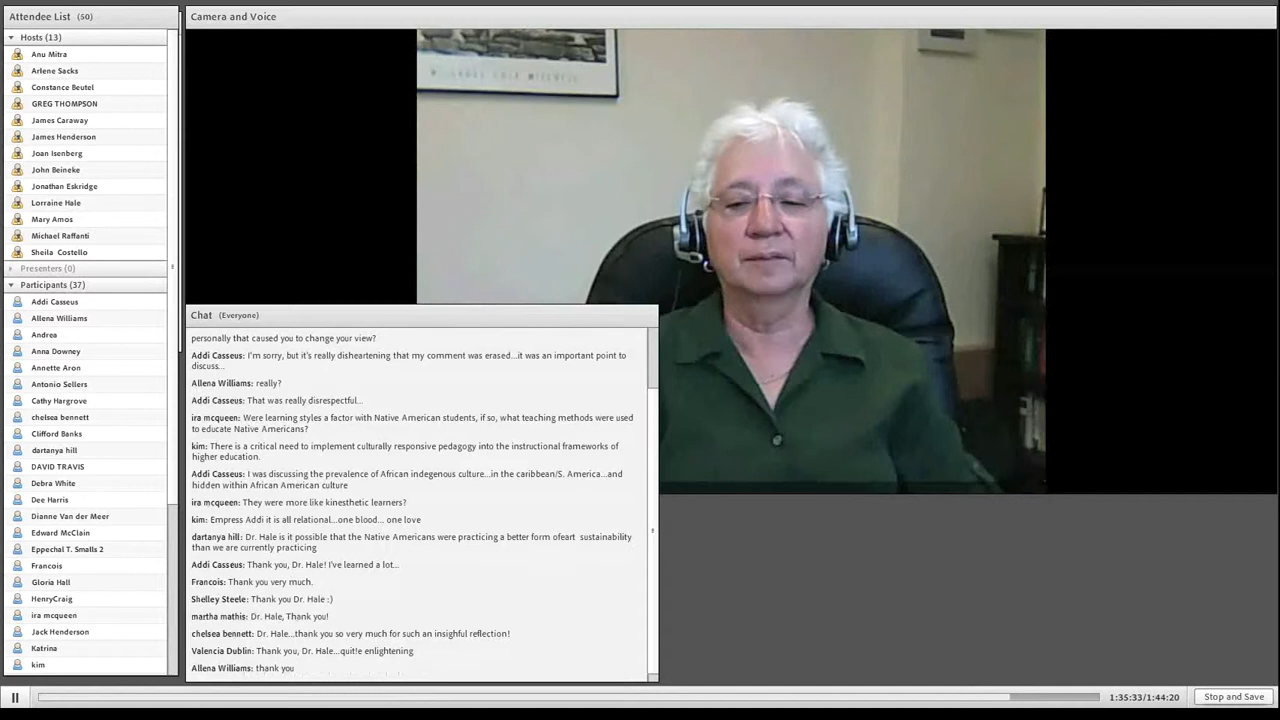 Attendee List (50)
Hosts (13)
Anu Mitra
Arlene Sacks
Constance Beutel
GREG THOMPSON
James Caraway
James Henderson
Joan Isenberg
John Beineke
Jonathan Eskridge
Lorraine Hale
Mary Amos
Michael Raffanti
Sheila Costello
Presenters (0)
Participants (37)
Addi Casseus
Allena Williams
Andrea
Anna Downey
Annette Aron
Antonio Sellers
Cathy Hargrove
chelsea bennett
Clifford Banks
dartanya hill
DAVID TRAVIS
Debra White
Dee Harris
Dianne Van der Meer
Edward McClain
Eppechal T. Smalls 2
Francois
Gloria Hall
HenryCraig
ira mcqueen
Jack Henderson
Katrina
kim
Camera and Voice
Chat (Everyone)
personally that caused you to change your view?
Addi Casseus: I'm sorry, but it's really disheartening that my comment was erased...it was an important point to
discuss...
Allena Williams: really?
Addi Casseus: That was really disrespectful...
ira mcqueen: Were learning styles a factor with Native American students, if so, what teaching methods were used
to educate Native Americans?
kim: There is a critical need to implement culturally responsive pedagogy into the instructional frameworks of
higher education.
Addi Casseus: I was discussing the prevalence of African indegenous culture...in the caribbean/S. America...and
hidden within African American culture
ira mcqueen: They were more like kinesthetic learners?
kim: Empress Addi it is all relational...one blood... one love
dartanya hill: Dr. Hale is it possible that the Native Americans were practicing a better form ofeart sustainability
than we are currently practicing
Addi Casseus: Thank you, Dr. Hale! I've learned a lot...
Francois: Thank you very much.
Shelley Steele: Thank you Dr. Hale :)
martha mathis: Dr. Hale, Thank you!
chelsea bennett: Dr. Hale...thank you so very much for such an insighful reflection!
Valencia Dublin: Thank you, Dr. Hale...quit!e enlightening
Allena Williams: thank you
1:35:33/1:44:20
Stop and Save